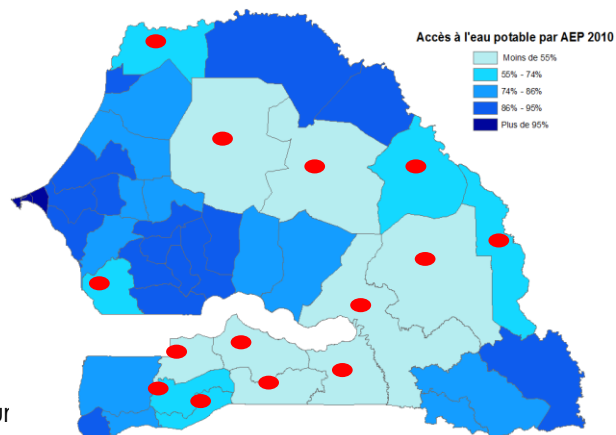 Accès à l'eau potable par AEP 2010
Moins de 55%
55% - 74%
74% - 86%
86% - 95%
Plus de 95%